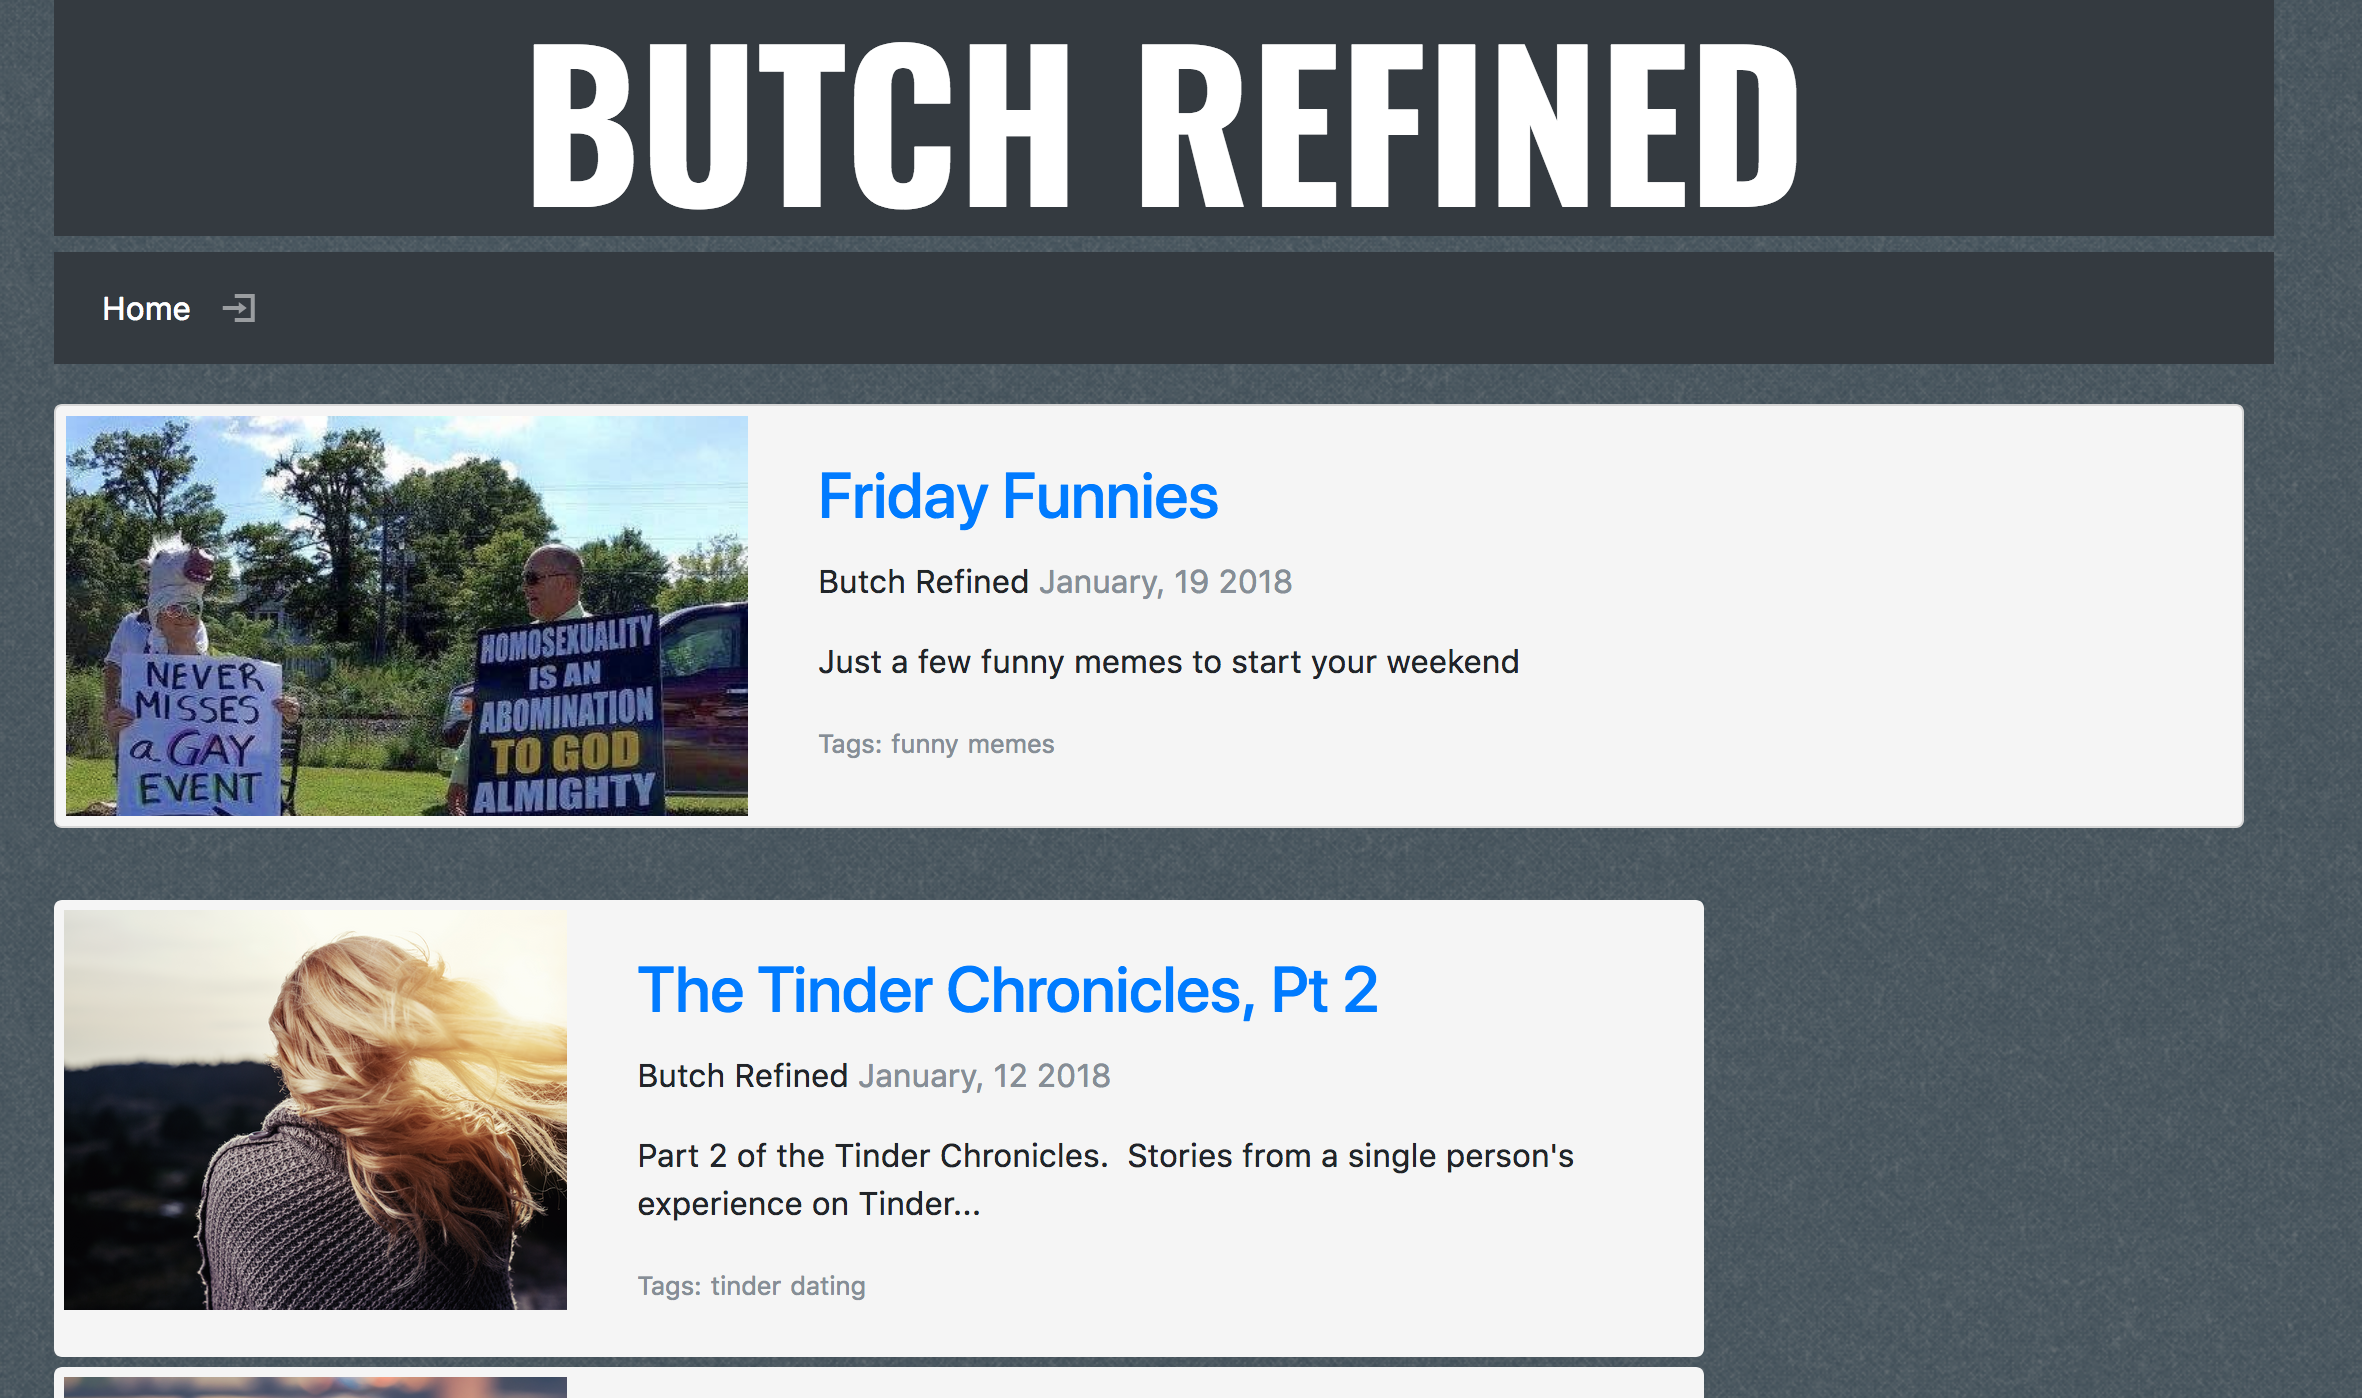 BUTCH REFINED
Home
Friday Funnies
Butch Refined January, 19 2018
Just a few funny memes to start your weekend
Tags: funny memes
NEVER
MISSES
a GAY
EVENT
HOMOSEXUALITY
IS AN
ABOMINATION
TO GOD
ALMIGHTY
The Tinder Chronicles, Pt 2
Butch Refined January, 12 2018
Part 2 of the Tinder Chronicles.  Stories from a single person's
experience on Tinder...
Tags: tinder dating